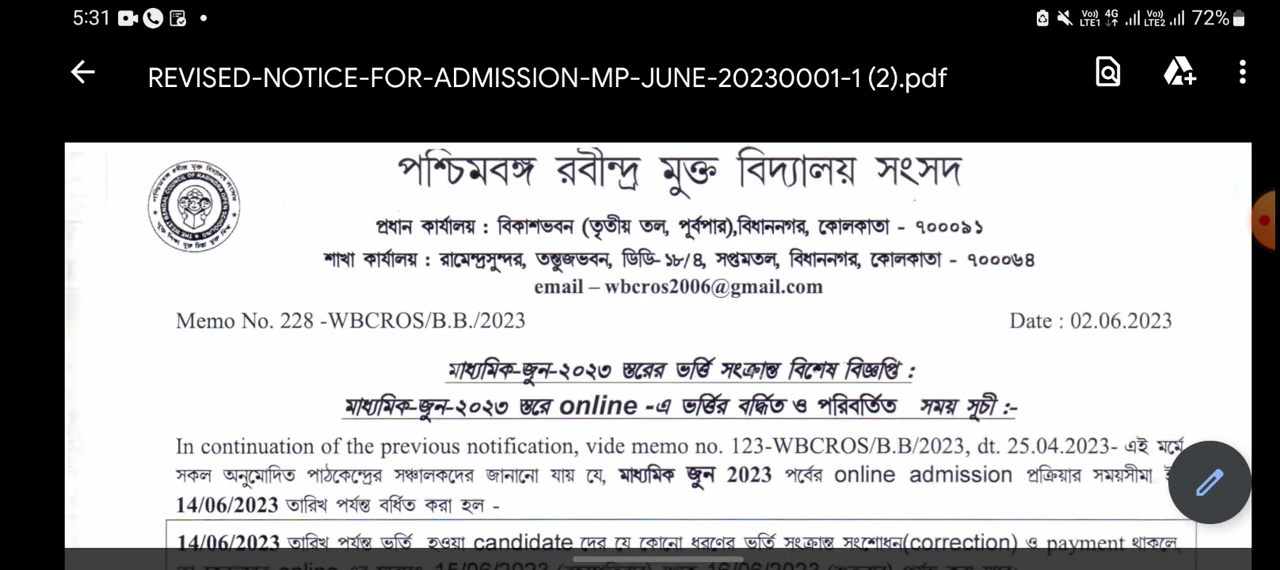 5:31
Vo) LTE1 4G Vo) LTE2 72%
REVISED-NOTICE-FOR-ADMISSION-MP-JUNE-20230001-1 (2).pdf
পশ্চিমবঙ্গ রবীন্দ্র মুক্ত বিদ্যালয় সংসদ
প্রধান কার্যালয় : বিকাশভবন (তৃতীয় তল, পূর্বপার),বিধাননগর, কোলকাতা - ৭০০০৯১
শাখা কার্যালয় : রামেন্দ্রসুন্দর, তন্তুজভবন, ডিডি-১৮/৪, সপ্তমতল, বিধাননগর, কোলকাতা - ৭০০০৬৪
email – wbcros2006@gmail.com
Memo No. 228 -WBCROS/B.B./2023 Date : 02.06.2023
মাধ্যমিক-জুন-২০২৩ স্তরের ভর্ত্তি সংক্রান্ত বিশেষ বিজ্ঞপ্তি :
মাধ্যমিক-জুন-২০২৩ স্তরে online -এ ভর্ত্তির বর্দ্ধিত ও পরিবর্তিত সময় সূচী :-
In continuation of the previous notification, vide memo no. 123-WBCROS/B.B/2023, dt. 25.04.2023- এই মর্মে
সকল অনুমোদিত পাঠকেন্দ্রের সঞ্চালকদের জানানো যায় যে, মাধ্যমিক জুন 2023 পর্বের online admission প্রক্রিয়ার সময়সীমা
14/06/2023 তারিখ পর্যন্ত বর্ধিত করা হল -
14/06/2023 তারিখ পর্যন্ত ভর্তি হওয়া candidate দের যে কোনো ধরণের ভর্তি সংক্রান্ত সংশোধন(correction) ও payment থাকলে,